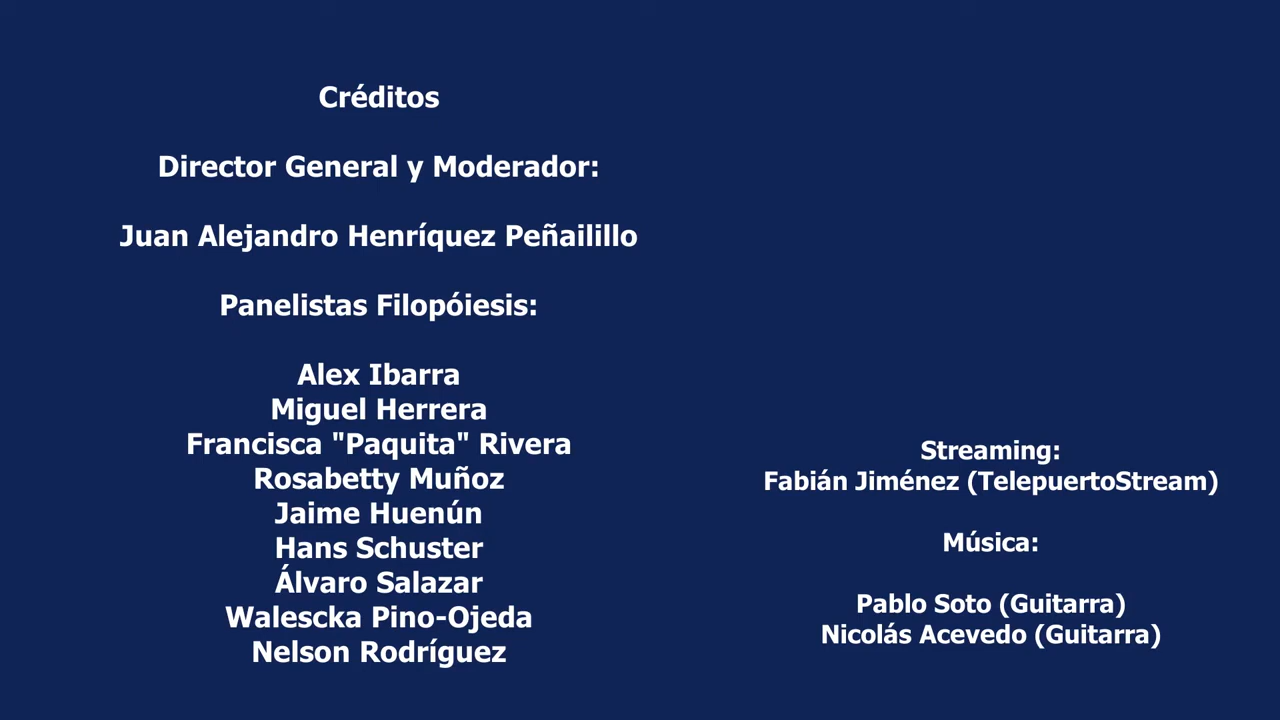 Créditos
Director General y Moderador:
Juan Alejandro Henríquez Peñailillo
Panelistas Filopóiesis:
Alex Ibarra
Miguel Herrera
Francisca "Paquita" Rivera
Rosabetty Muñoz
Jaime Huenún
Hans Schuster
Álvaro Salazar
Walescka Pino-Ojeda
Nelson Rodríguez
Streaming:
Fabián Jiménez (TelepuertoStream)
Música:
Pablo Soto (Guitarra)
Nicolás Acevedo (Guitarra)